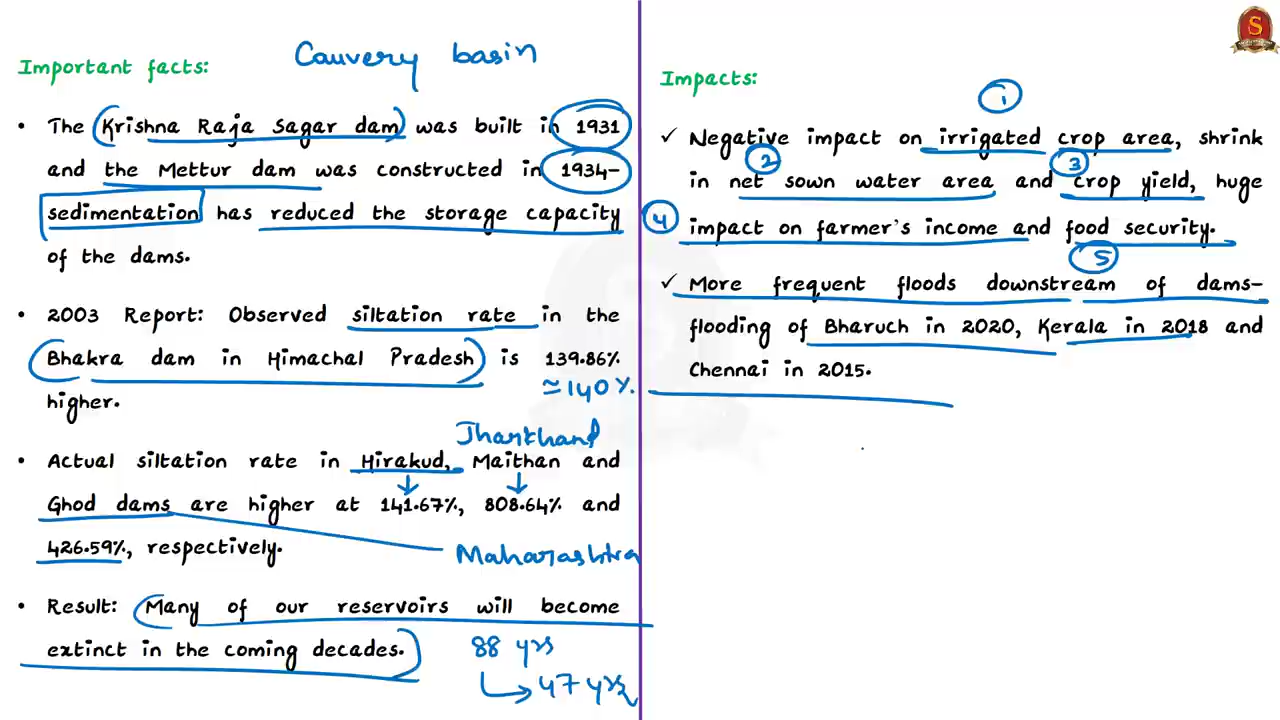 Cauvery basin
Important facts:
• The Krishna Raja Sagar dam was built in 1931
and the Mettur dam was constructed in 1934-
sedimentation has reduced the storage capacity
of the dams.
• 2003 Report: Observed siltation rate in the
Bhakra dam in Himachal Pradesh is 139.86%
≃140%.
higher.
Jharkhand
• Actual siltation rate in Hirakud, Maithan and
Ghod dams are higher at 141.67%, 808.64% and
426.59%, respectively.
Maharashtra
• Result: Many of our reservoirs will become
extinct in the coming decades.
88 yrs
47 yrs
S
Impacts:
1
✓ Negative impact on irrigated crop area, shrink
2 3
in net sown water area and crop yield, huge
4
impact on farmer's income and food security.
5
✓ More frequent floods downstream of dams-
flooding of Bharuch in 2020, Kerala in 2018 and
Chennai in 2015.